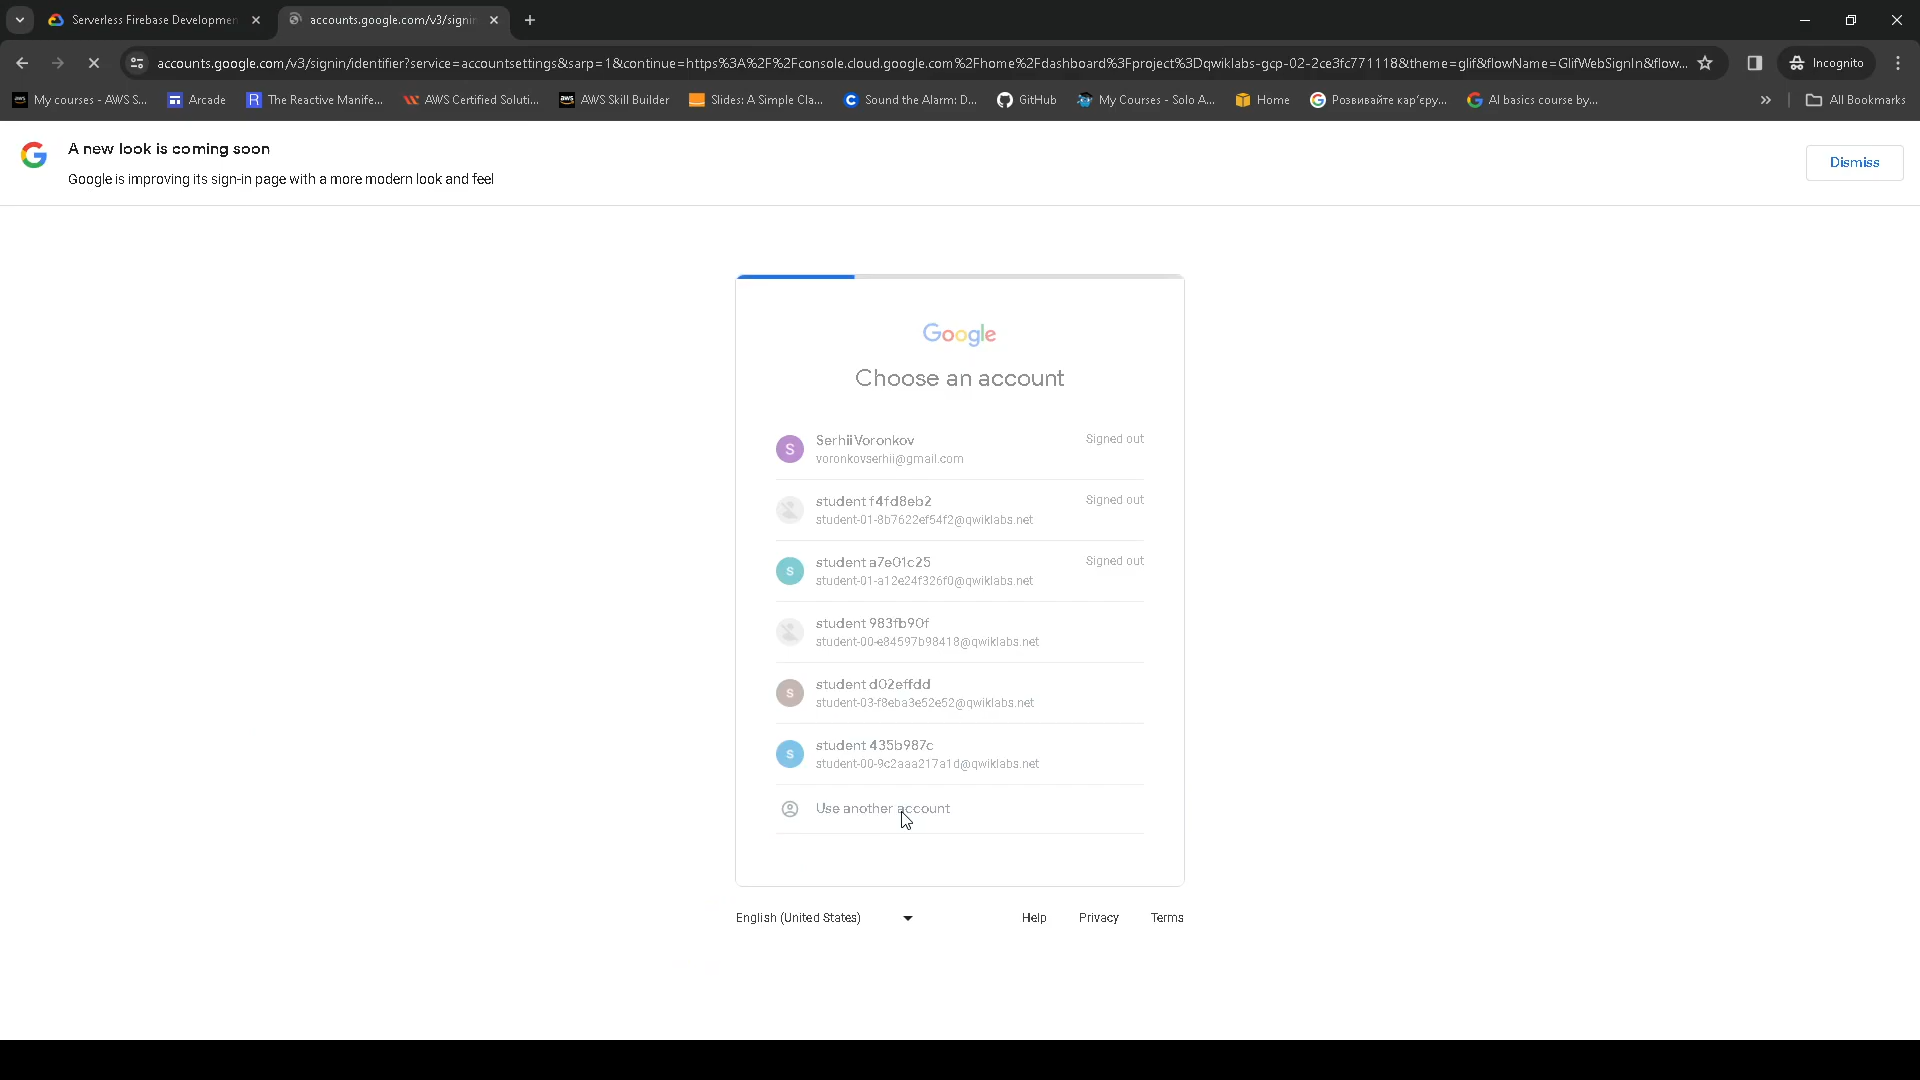 Serverless Firebase Developmen
accounts.google.com/v3/signi
accounts.google.com/v3/signin/identifier?service=accountsettings&sarp=1&continue=https%3A%2F%2Fconsole.cloud.google.com%2Fhome%2Fdashboard%3Fproject%3Dqwiklabs-gcp-02-2ce3fc771118&theme=glif&flowName=GlifWebSignIn&flow...
Incognito
My courses - AWS S...
Arcade
The Reactive Manife...
AWS Certified Soluti...
AWS Skill Builder
Slides: A Simple Cla...
Sound the Alarm: D...
GitHub
My Courses - Solo A...
Home
Розвивайте кар'єру...
AI basics course by...
All Bookmarks
A new look is coming soon
Google is improving its sign-in page with a more modern look and feel
Dismiss
Google
Choose an account
Serhii Voronkov
Signed out
voronkovserhii@gmail.com
student f4fd8eb2
Signed out
student-01-8b7622ef54f2@qwiklabs.net
student a7e01c25
Signed out
student-01-a12e24f326f0@qwiklabs.net
student 983fb90f
student-00-e84597b98418@qwiklabs.net
student d02effdd
student-03-f8eba3e52e52@qwiklabs.net
student 435b987c
student-00-9c2aaa217a1d@qwiklabs.net
Use another account
English (United States)
Help
Privacy
Terms